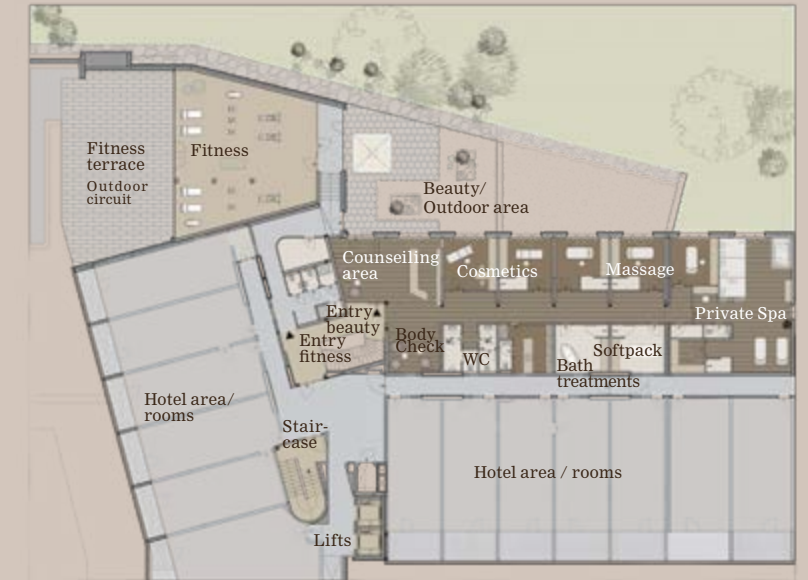 Fitness
terrace
Outdoor
circuit
Fitness
Beauty/
Outdoor area
Counseiling
area
Cosmetics
Massage
Private Spa
Entry
beauty
Entry
fitness
Body
Check
WC
Softpack
Bath
treatments
Hotel area/
rooms
Stair-
case
Hotel area / rooms
Lifts